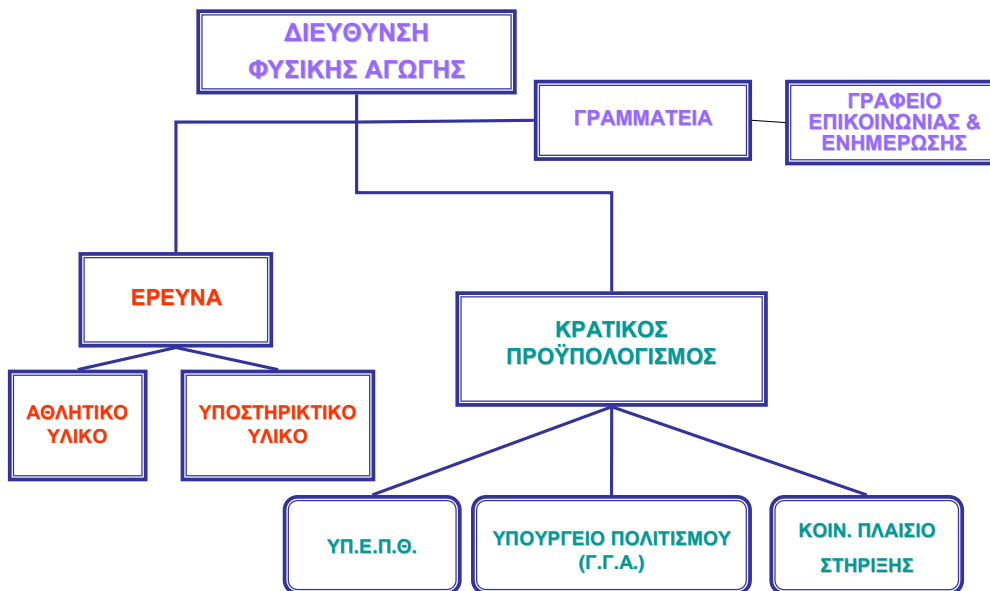 ΔΙΕΥΘΥΝΣΗ
ΦΥΣΙΚΗΣ ΑΓΩΓΗΣ
ΓΡΑΜΜΑΤΕΙΑ
ΓΡΑΦΕΙΟ
ΕΠΙΚΟΙΝΩΝΙΑΣ &
ΕΝΗΜΕΡΩΣΗΣ
ΕΡΕΥΝΑ
ΚΡΑΤΙΚΟΣ
ΠΡΟΫΠΟΛΟΓΙΣΜΟΣ
ΑΘΛΗΤΙΚΟ
ΥΛΙΚΟ
ΥΠΟΣΤΗΡΙΚΤΙΚΟ
ΥΛΙΚΟ
ΥΠ.Ε.Π.Θ.
ΥΠΟΥΡΓΕΙΟ ΠΟΛΙΤΙΣΜΟΥ
(Γ.Γ.Α.)
ΚΟΙΝ. ΠΛΑΙΣΙΟ
ΣΤΗΡΙΞΗΣ